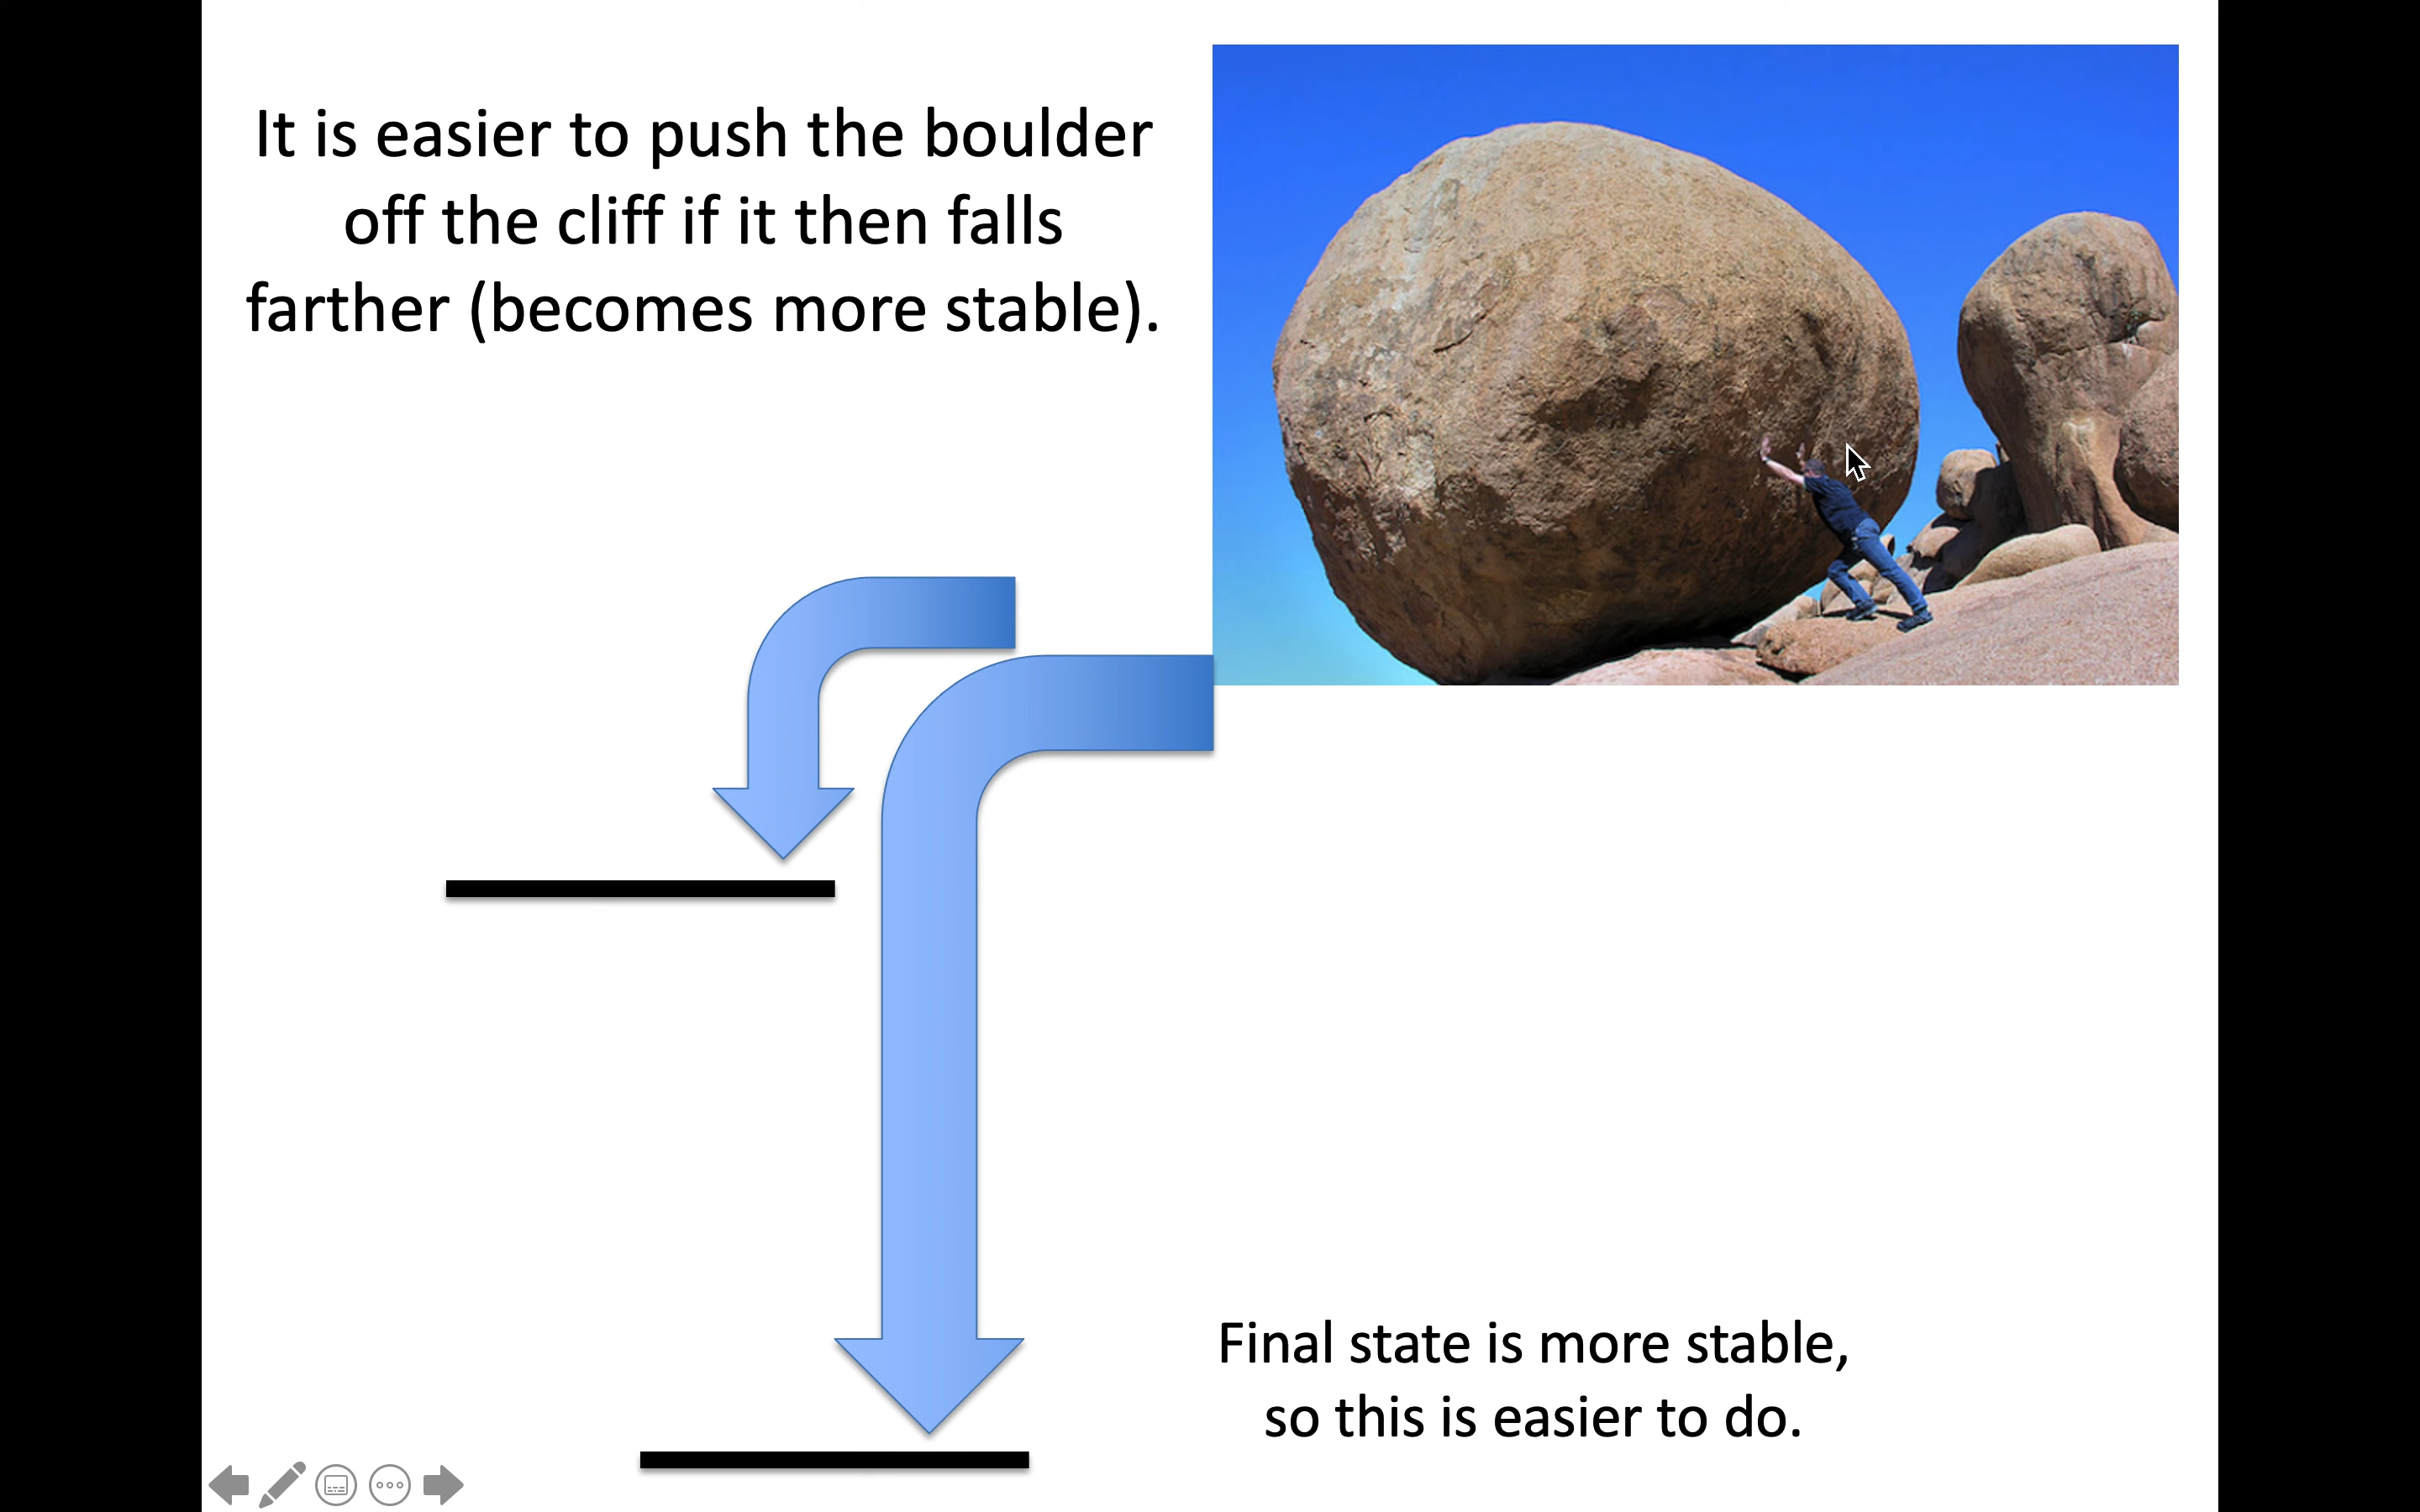 It is easier to push the boulder
off the cliff if it then falls
farther (becomes more stable).
Final state is more stable,
so this is easier to do.